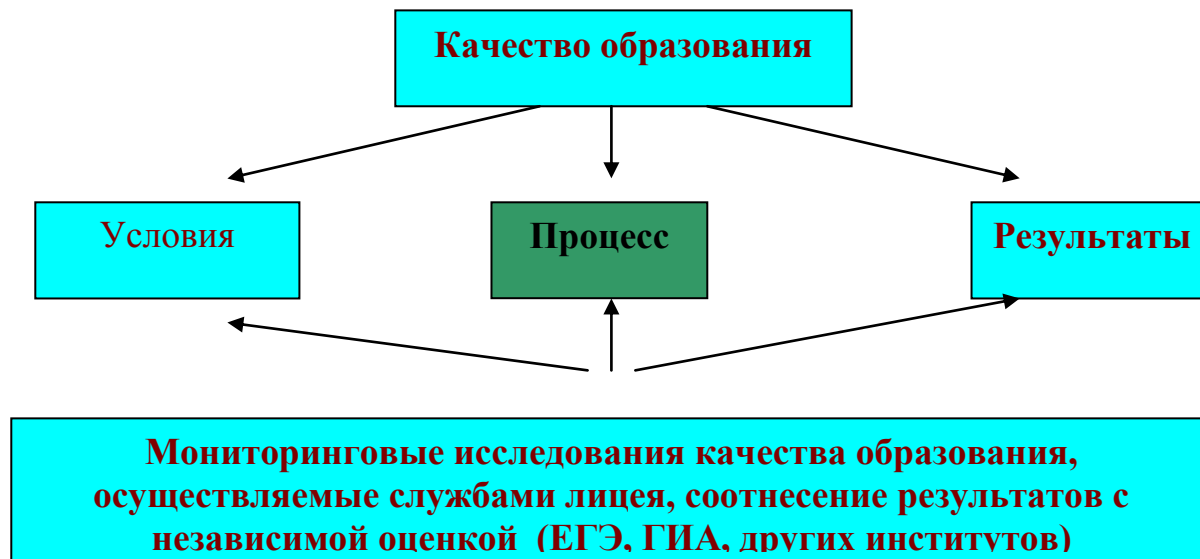 Качество образования
Условия
Процесс
Результаты
Мониторинговые исследования качества образования,
осуществляемые службами лицея, соотнесение результатов с
независимой оценкой (ЕГЭ, ГИА, других институтов)